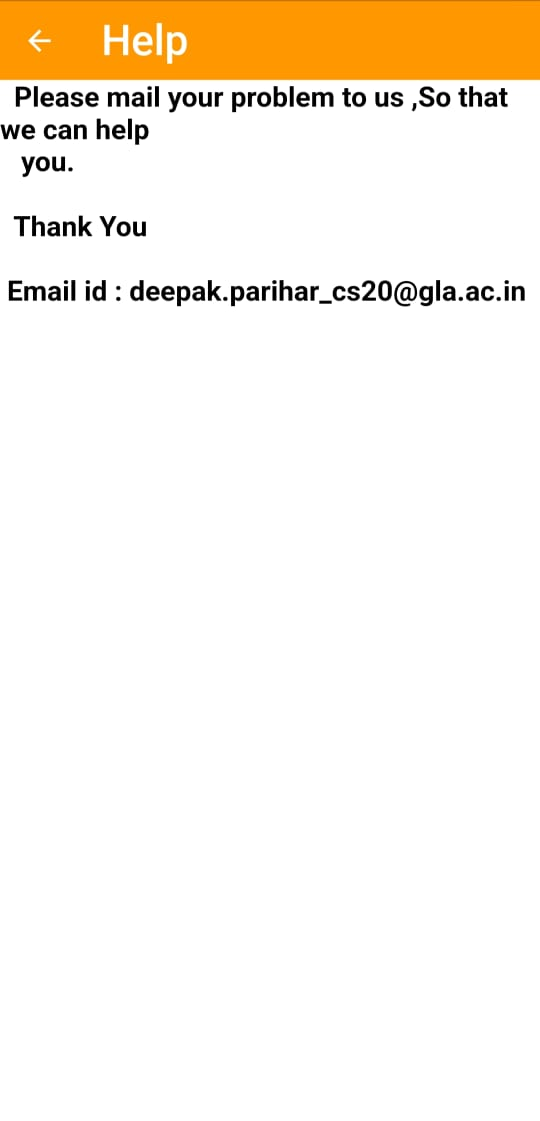 Help
Please mail your problem to us ,So that
we can help
you.
Thank You
Email id : deepak.parihar_cs20@gla.ac.in